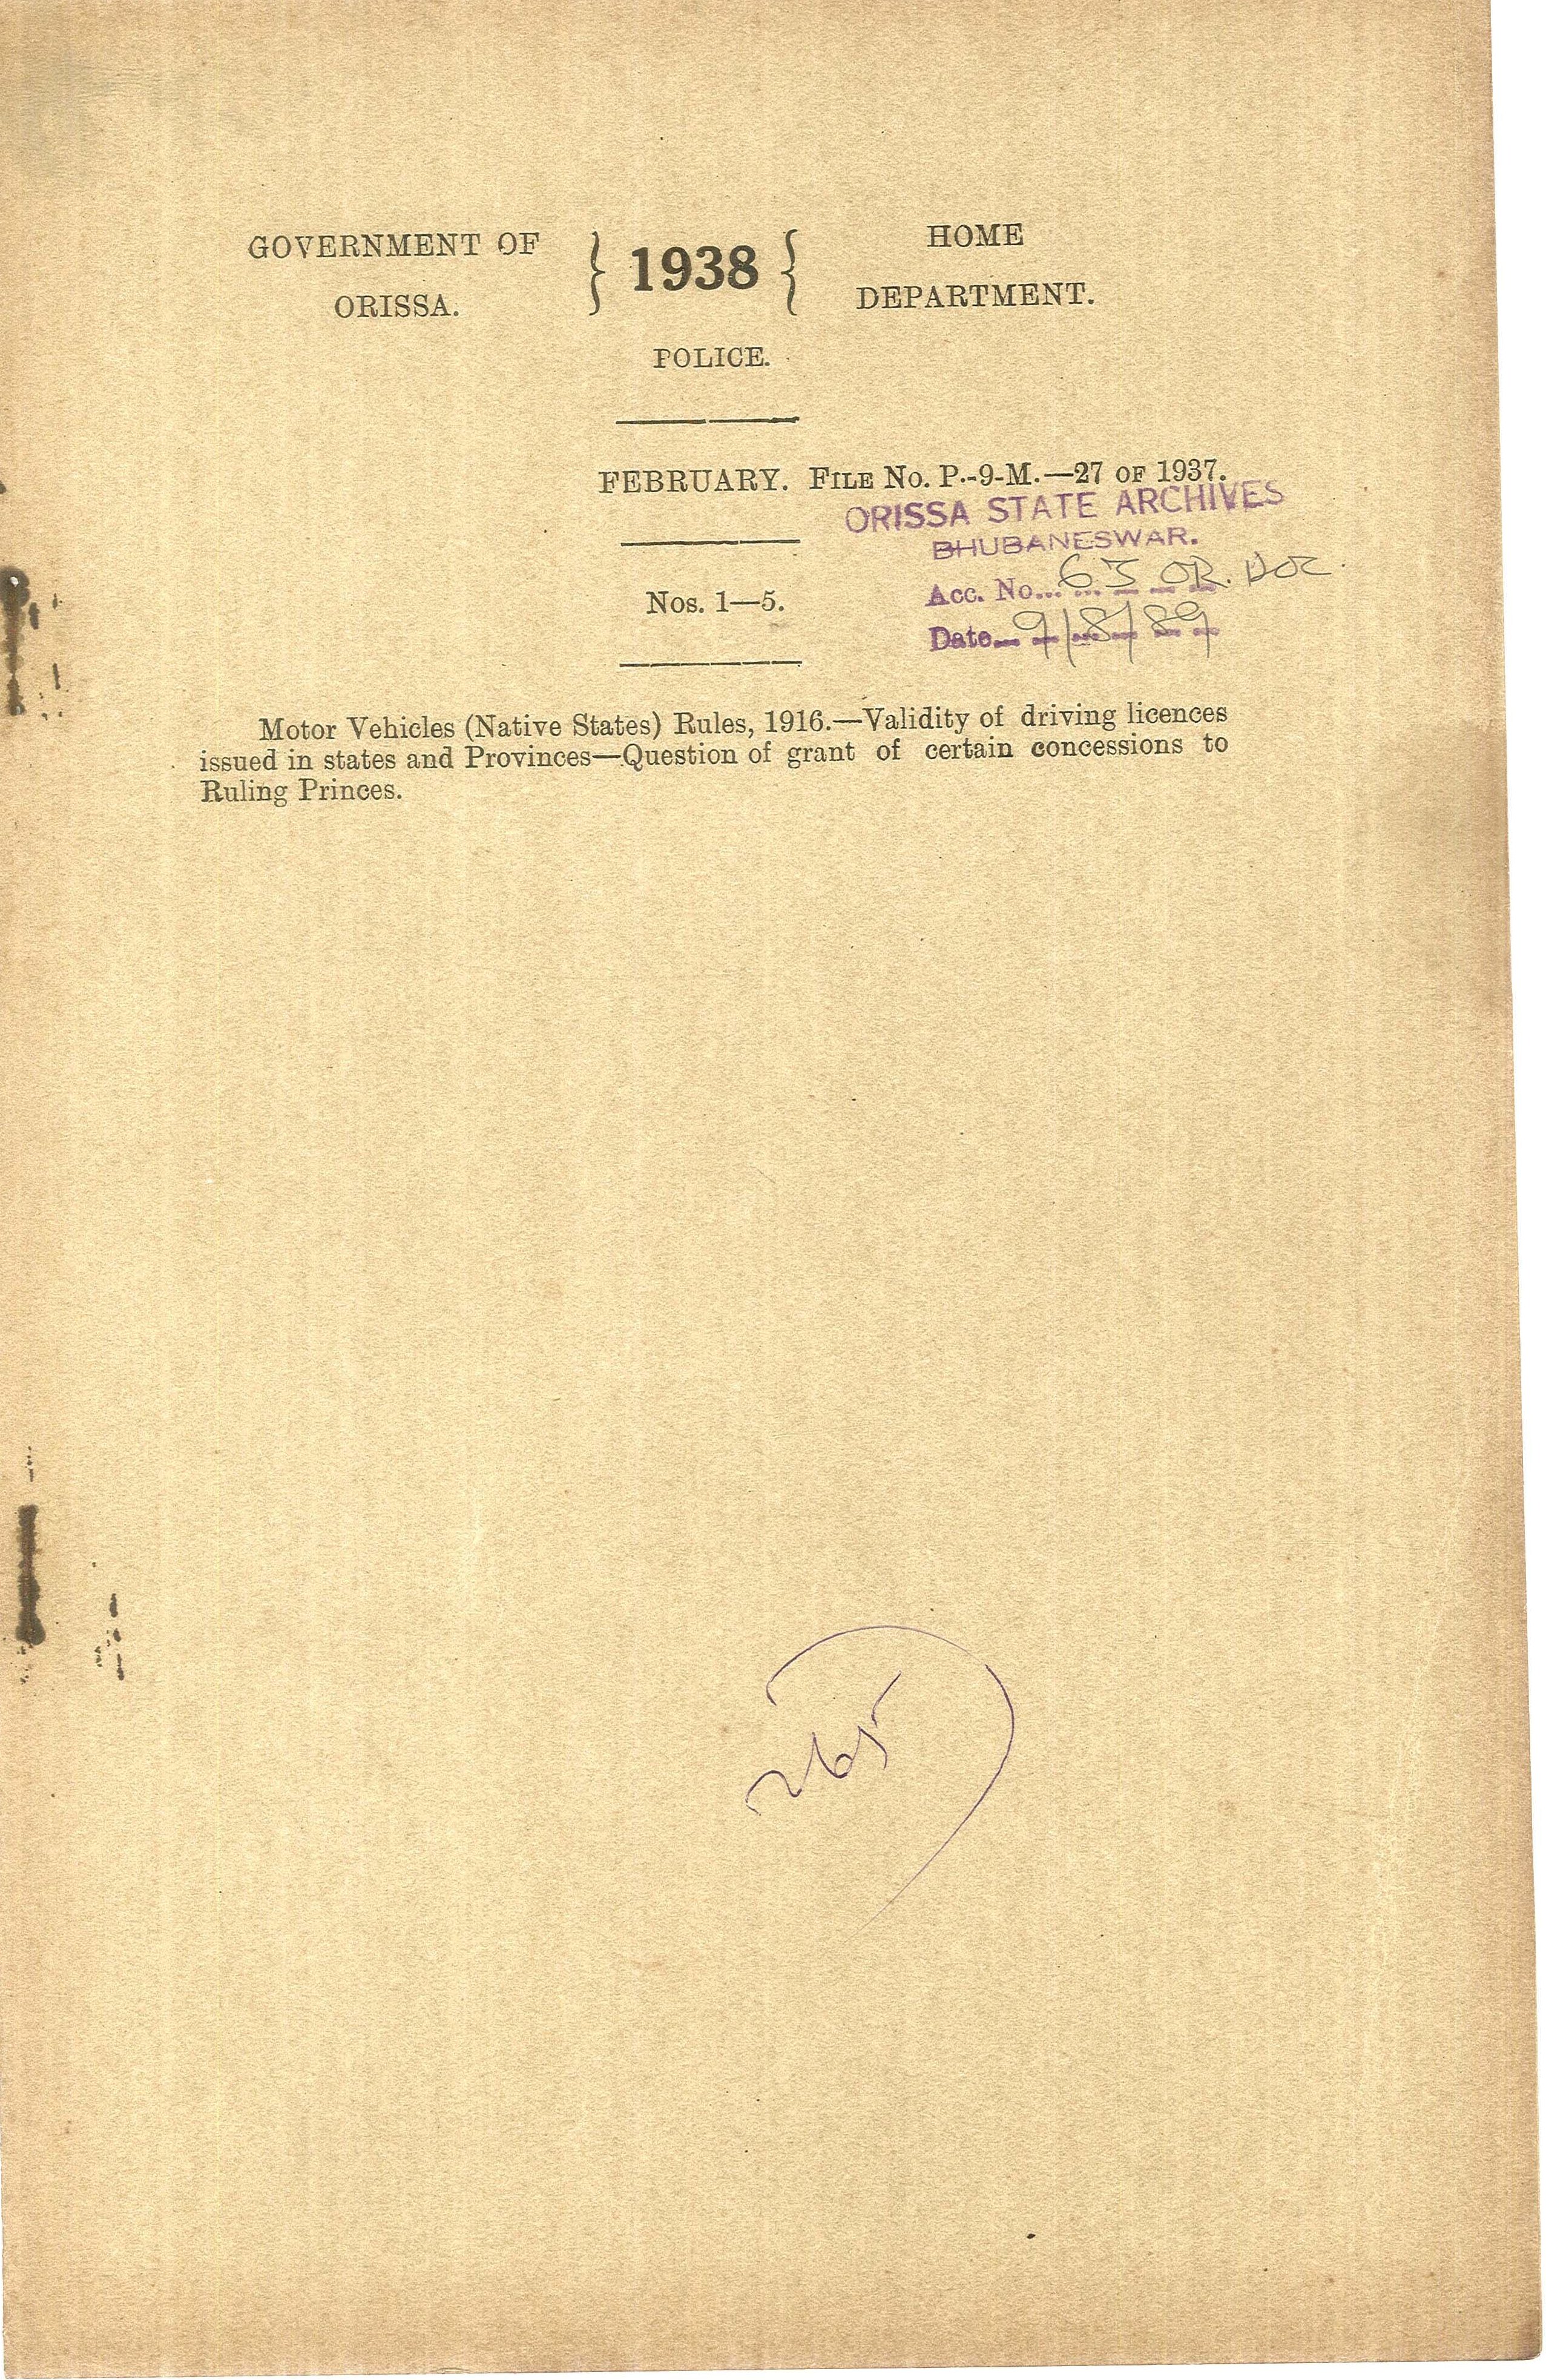 GOVERNMENT OF
ORISSA.
} 1938 {
HOME
DEPARTMENT.
POLICE.
FEBRUARY. FILE No. P.-9-M.—27 OF 1937.
ORISSA STATE ARCHIVES
BHUBANESWAR.
Nos. 1—5.
Acc. No... 65 OR. DOC.
Date 9/8/89
Motor Vehicles (Native States) Rules, 1916.—Validity of driving licences
issued in states and Provinces—Question of grant of certain concessions to
Ruling Princes.
265